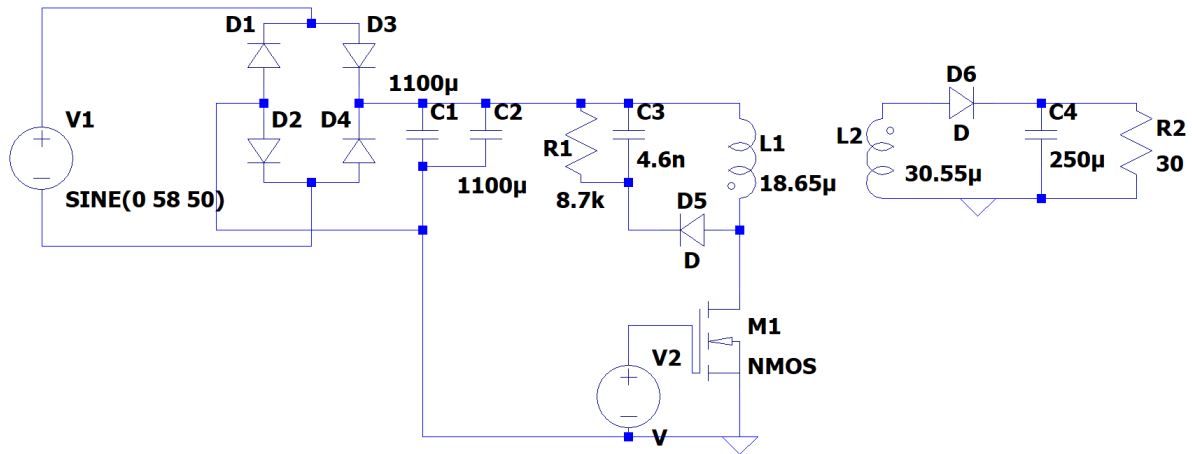 D1
D3
1100µ
C1
C2
C3
D6
D
C4
R2
30
V1
D2
D4
R1
L1
L2
4.6n
250µ
18.65µ
30.55µ
1100µ
8.7k
SINE(0 58 50)
D5
D
M1
NMOS
V2
V